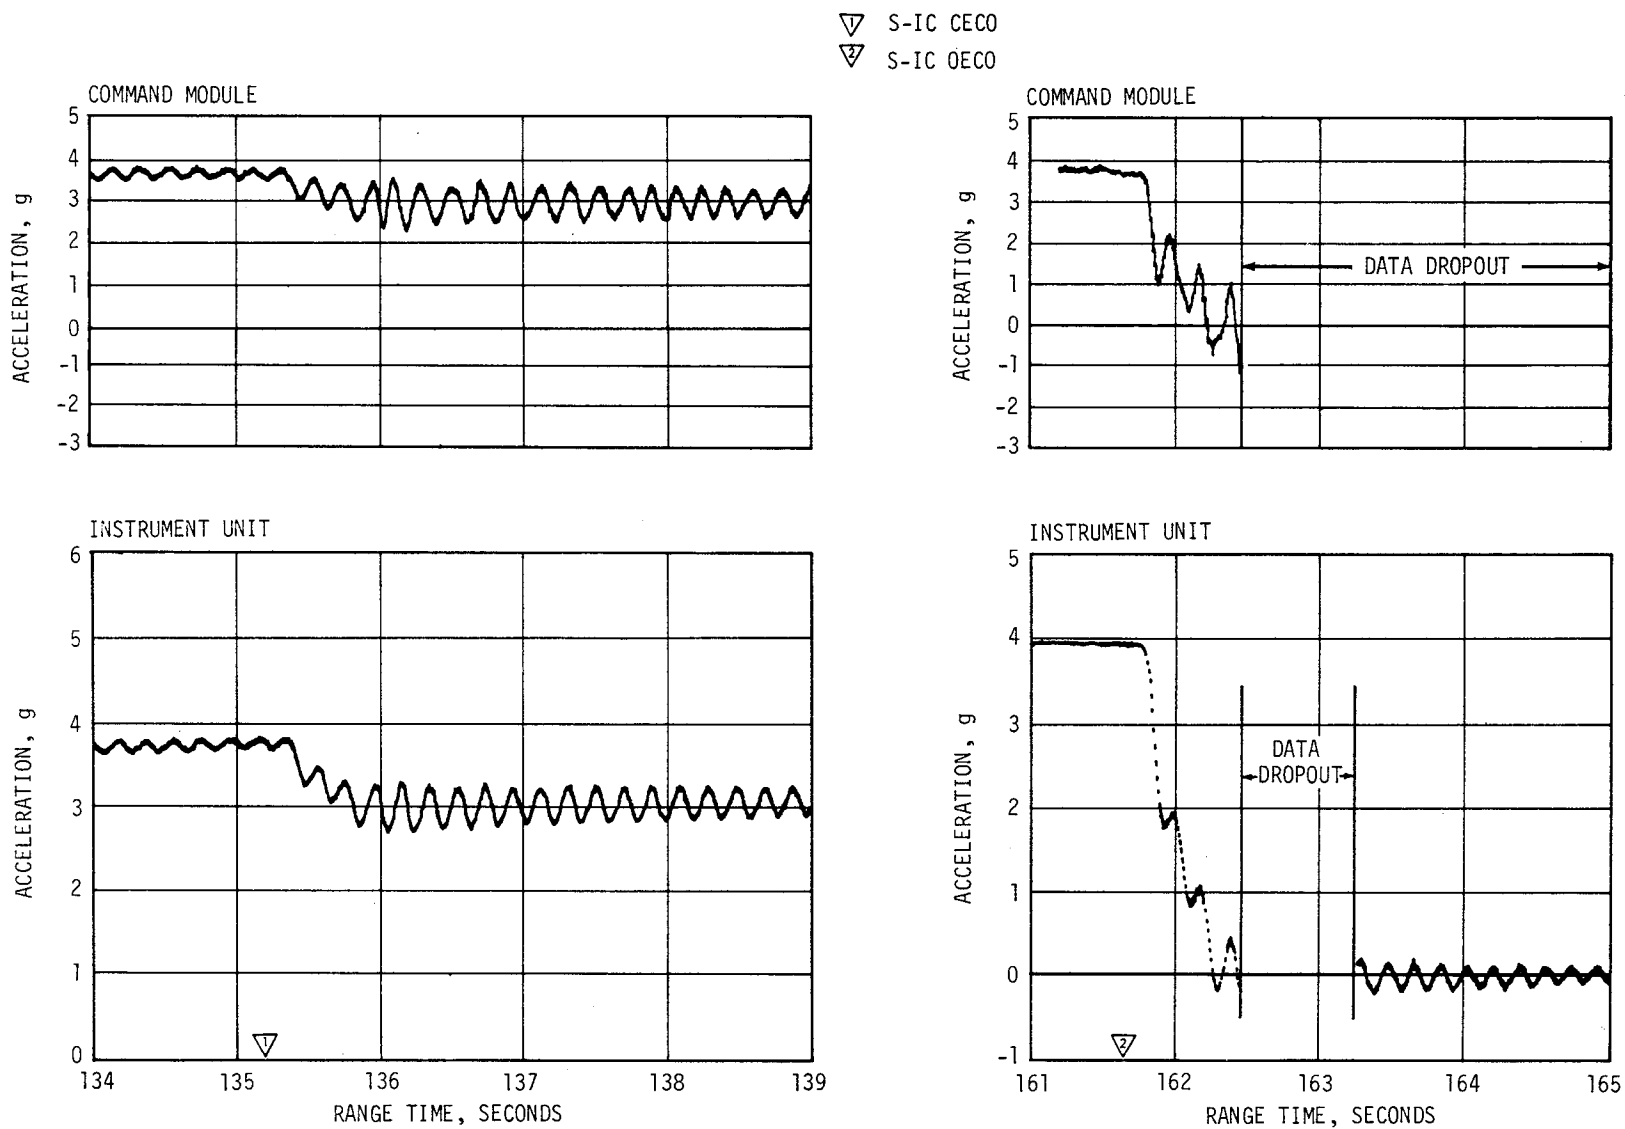 1 S-IC CECO
2 S-IC OECO
COMMAND MODULE
5
4
3
2
1
0
-1
-2
-3
ACCELERATION, g
COMMAND MODULE
5
4
3
2
1
0
-1
-2
-3
ACCELERATION, g
DATA DROPOUT
INSTRUMENT UNIT
6
5
4
3
2
1
0
ACCELERATION, g
1
134 135 136 137 138 139
RANGE TIME, SECONDS
INSTRUMENT UNIT
5
4
3
2
1
0
-1
ACCELERATION, g
DATA
DROPOUT
2
161 162 163 164 165
RANGE TIME, SECONDS